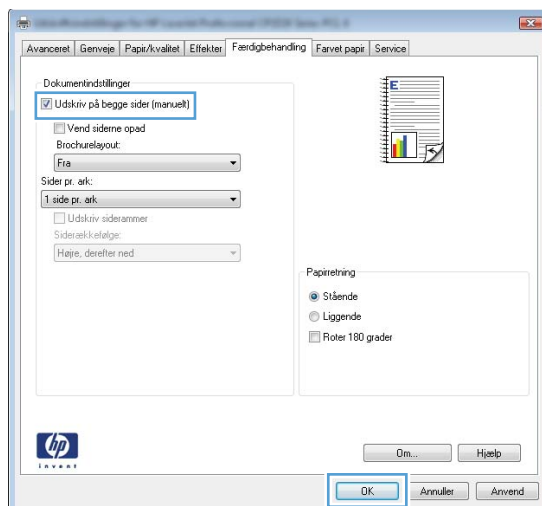 Avanceret Genveje Papir/kvalitet Effekter Færdigbehandling Farvet papir Service
Dokumentindstillinger
Udskriv på begge sider (manuelt)
Vend siderne opad
Brochurelayout:
Fra
Sider pr. ark:
1 side pr. ark
Udskriv siderammer
Siderækkefølge:
Højre, derefter ned
E
Papirretning
Stående
Liggende
Roter 180 grader
hp
invent
Om... Hjælp
OK Annuller Anvend